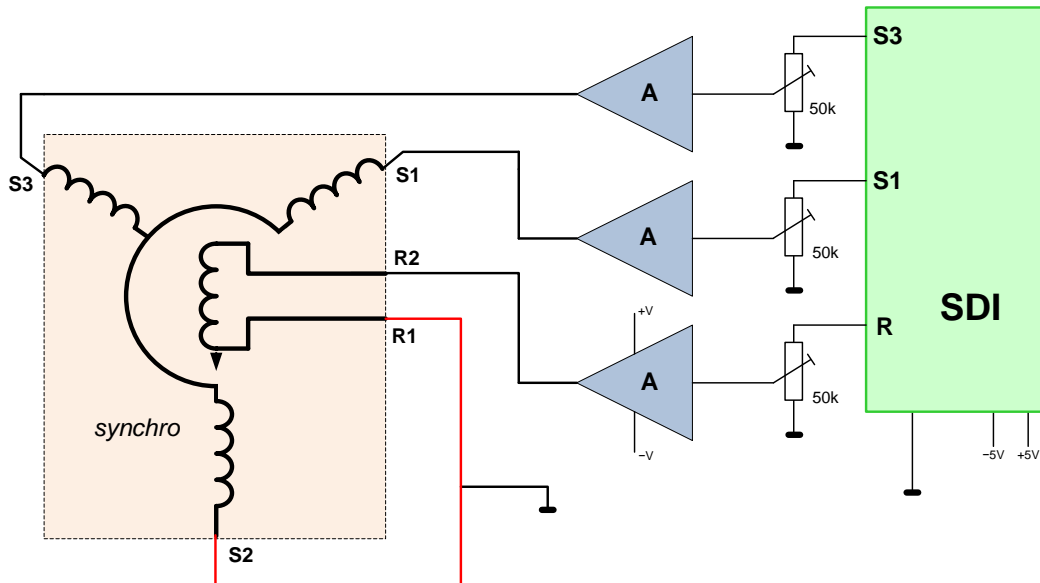 S3
A
50k
S3
S1
S1
A
50k
R2
R1
+V
A
−V
R
50k
SDI
synchro
−5V
+5V
S2